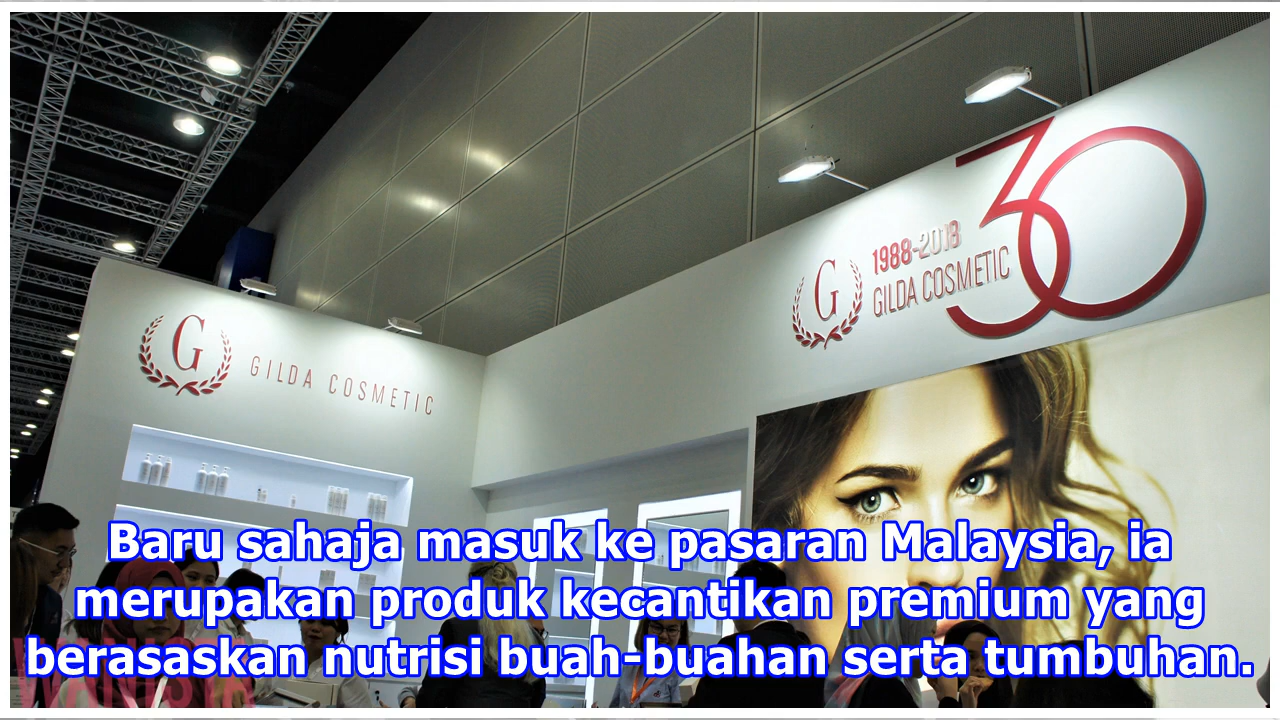 1988-2018
GILDA COSMETIC
30
G
G
GILDA COSMETIC
Baru sahaja masuk ke pasaran Malaysia, ia
merupakan produk kecantikan premium yang
berasaskan nutrisi buah-buahan serta tumbuhan.
WANISTA